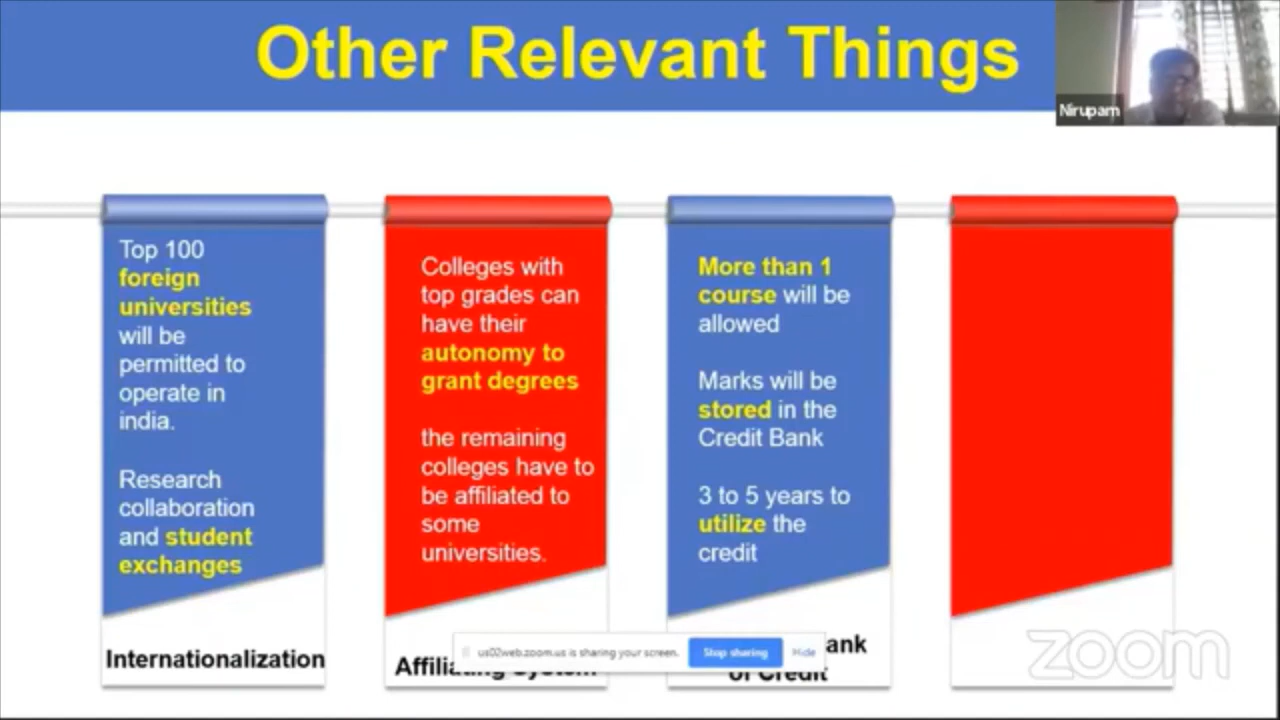 Other Relevant Things
Nirupam
Top 100
foreign
universities
will be
permitted to
operate in
india.
Research
collaboration
and student
exchanges
Internationalization
Colleges with
top grades can
have their
autonomy to
grant degrees
the remaining
colleges have to
be affiliated to
some
universities.
Affiliating System
More than 1
course will be
allowed
Marks will be
stored in the
Credit Bank
3 to 5 years to
utilize the
credit
of Credit
us02web.zoom.us is sharing your screen.
Stop sharing
Hide
zoom